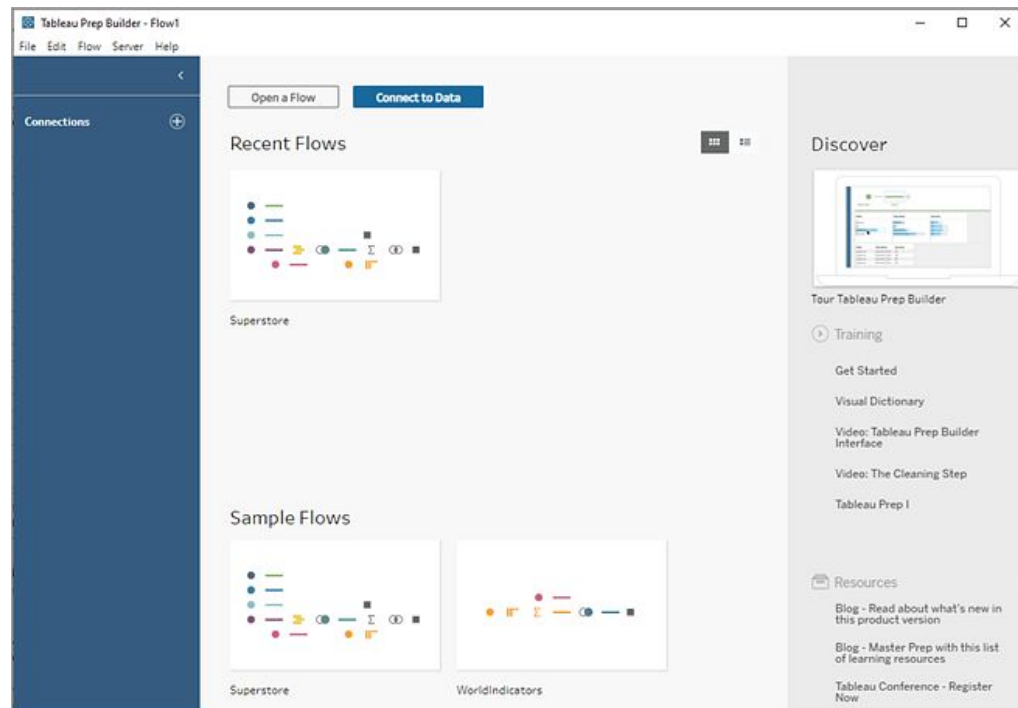 Tableau Prep Builder - Flow1
File Edit Flow Server Help
Connections
Open a Flow
Connect to Data
Recent Flows
Superstore
Sample Flows
Superstore
WorldIndicators
Discover
Tour Tableau Prep Builder
Training
Get Started
Visual Dictionary
Video: Tableau Prep Builder
Interface
Video: The Cleaning Step
Tableau Prep I
Resources
Blog - Read about what's new in
this product version
Blog - Master Prep with this list
of learning resources
Tableau Conference - Register
Now